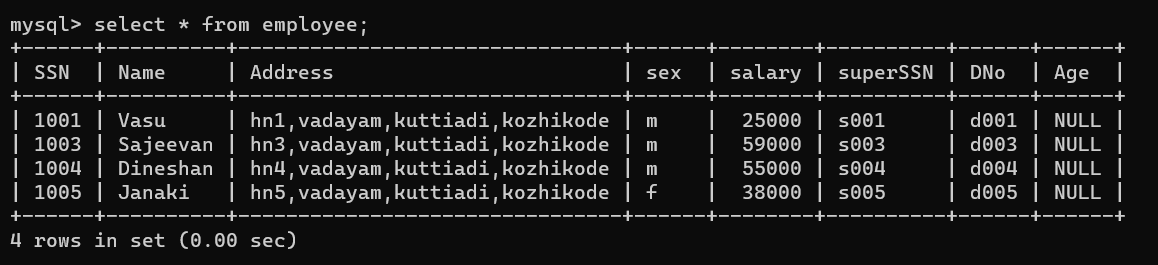 mysql> select * from employee;
+------+----------+--------------------------------+------+--------+----------+------+------+
| SSN  | Name     | Address                        | sex  | salary | superSSN | DNo  | Age  |
+------+----------+--------------------------------+------+--------+----------+------+------+
| 1001 | Vasu     | hn1,vadayam,kuttiadi,kozhikode | m    |  25000 | s001     | d001 | NULL |
| 1003 | Sajeevan | hn3,vadayam,kuttiadi,kozhikode | m    |  59000 | s003     | d003 | NULL |
| 1004 | Dineshan | hn4,vadayam,kuttiadi,kozhikode | m    |  55000 | s004     | d004 | NULL |
| 1005 | Janaki   | hn5,vadayam,kuttiadi,kozhikode | f    |  38000 | s005     | d005 | NULL |
+------+----------+--------------------------------+------+--------+----------+------+------+
4 rows in set (0.00 sec)